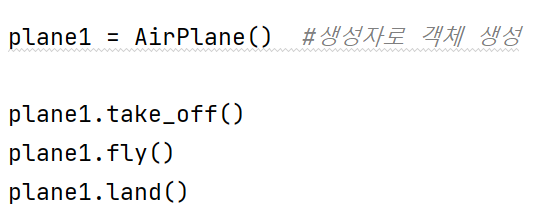 plane1 = AirPlane()  #생성자로 객체 생성
plane1.take_off()
plane1.fly()
plane1.land()